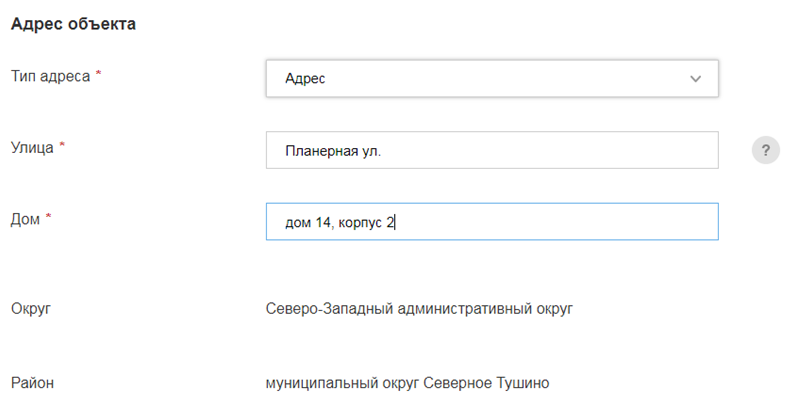 Адрес объекта
Тип адреса * Адрес
Улица * Планерная ул. ?
Дом * дом 14, корпус 2
Округ Северо-Западный административный округ
Район муниципальный округ Северное Тушино